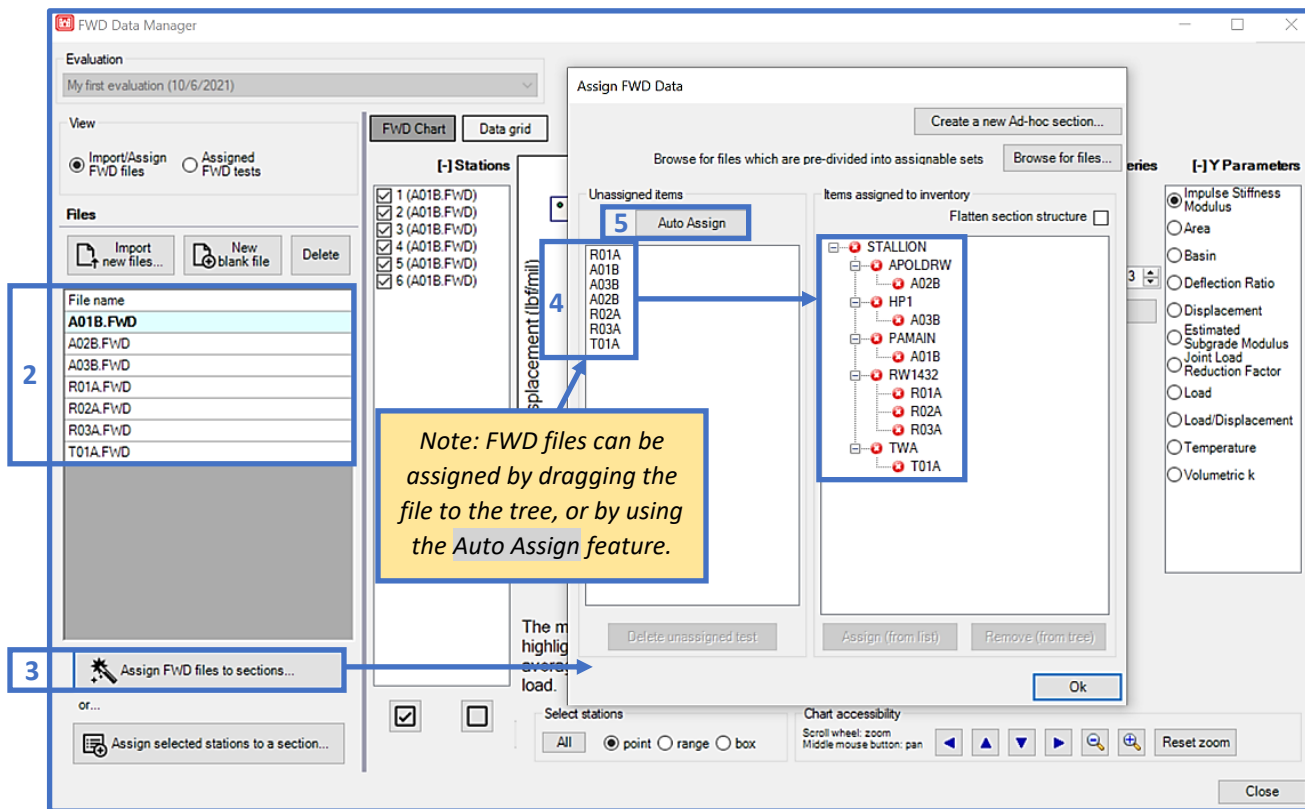 FWD Data Manager
Evaluation
My first evaluation (10/6/2021)
View
Import/Assign
FWD files
Assigned
FWD tests
Files
Import
new files...
New
blank file
Delete
2
File name
A01B.FWD
A02B.FWD
A03B.FWD
R01A.FWD
R02A.FWD
R03A.FWD
T01A.FWD
3
Assign FWD files to sections...
or...
Assign selected stations to a section...
FWD Chart
Data grid
[-] Stations
1 (A01B.FWD)
2 (A01B.FWD)
3 (A01B.FWD)
4 (A01B.FWD)
5 (A01B.FWD)
6 (A01B.FWD)
splacement (lbf/mil)
The m
highlig
averag
load.
Assign FWD Data
Create a new Ad-hoc section...
Browse for files which are pre-divided into assignable sets
Browse for files...
Unassigned items
5
Auto Assign
4
R01A
A01B
A03B
A02B
R02A
R03A
T01A
Delete unassigned test
Items assigned to inventory
Flatten section structure
STALLION
APOLDRW
A02B
HP1
A03B
PAMAIN
A01B
RW1432
R01A
R02A
R03A
TWA
T01A
Assign (from list)
Remove (from tree)
Ok
Note: FWD files can be
assigned by dragging the
file to the tree, or by using
the Auto Assign feature.
eries
3
[-] Y Parameters
Impulse Stiffness
Modulus
Area
Basin
Deflection Ratio
Displacement
Estimated
Subgrade Modulus
Joint Load
Reduction Factor
Load
Load/Displacement
Temperature
Volumetric k
Select stations
All
point
range
box
Chart accessibility
Scroll wheel: zoom
Middle mouse button: pan
Reset zoom
Close